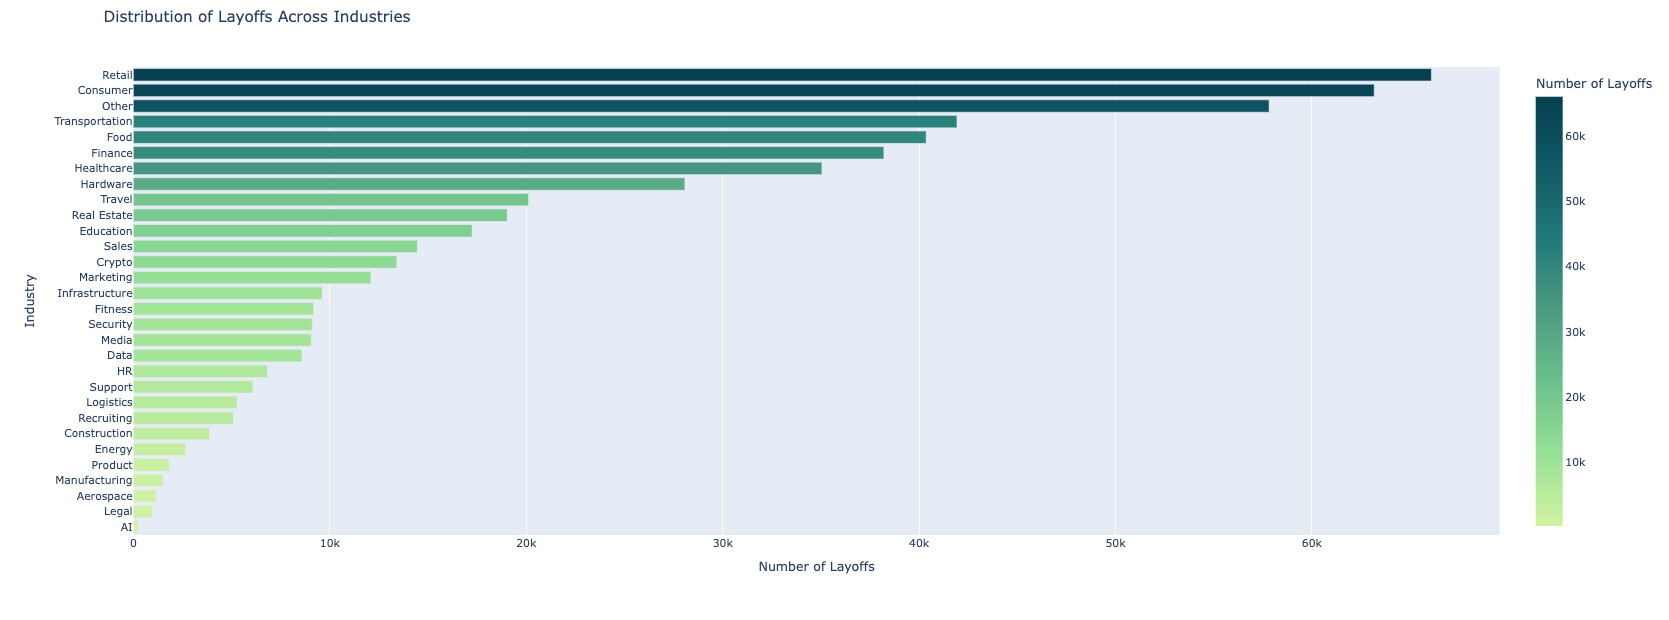 Distribution of Layoffs Across Industries
Industry
Retail
Consumer
Other
Transportation
Food
Finance
Healthcare
Hardware
Travel
Real Estate
Education
Sales
Crypto
Marketing
Infrastructure
Fitness
Security
Media
Data
HR
Support
Logistics
Recruiting
Construction
Energy
Product
Manufacturing
Aerospace
Legal
AI
0 10k 20k 30k 40k 50k 60k
Number of Layoffs
Number of Layoffs
60k
50k
40k
30k
20k
10k